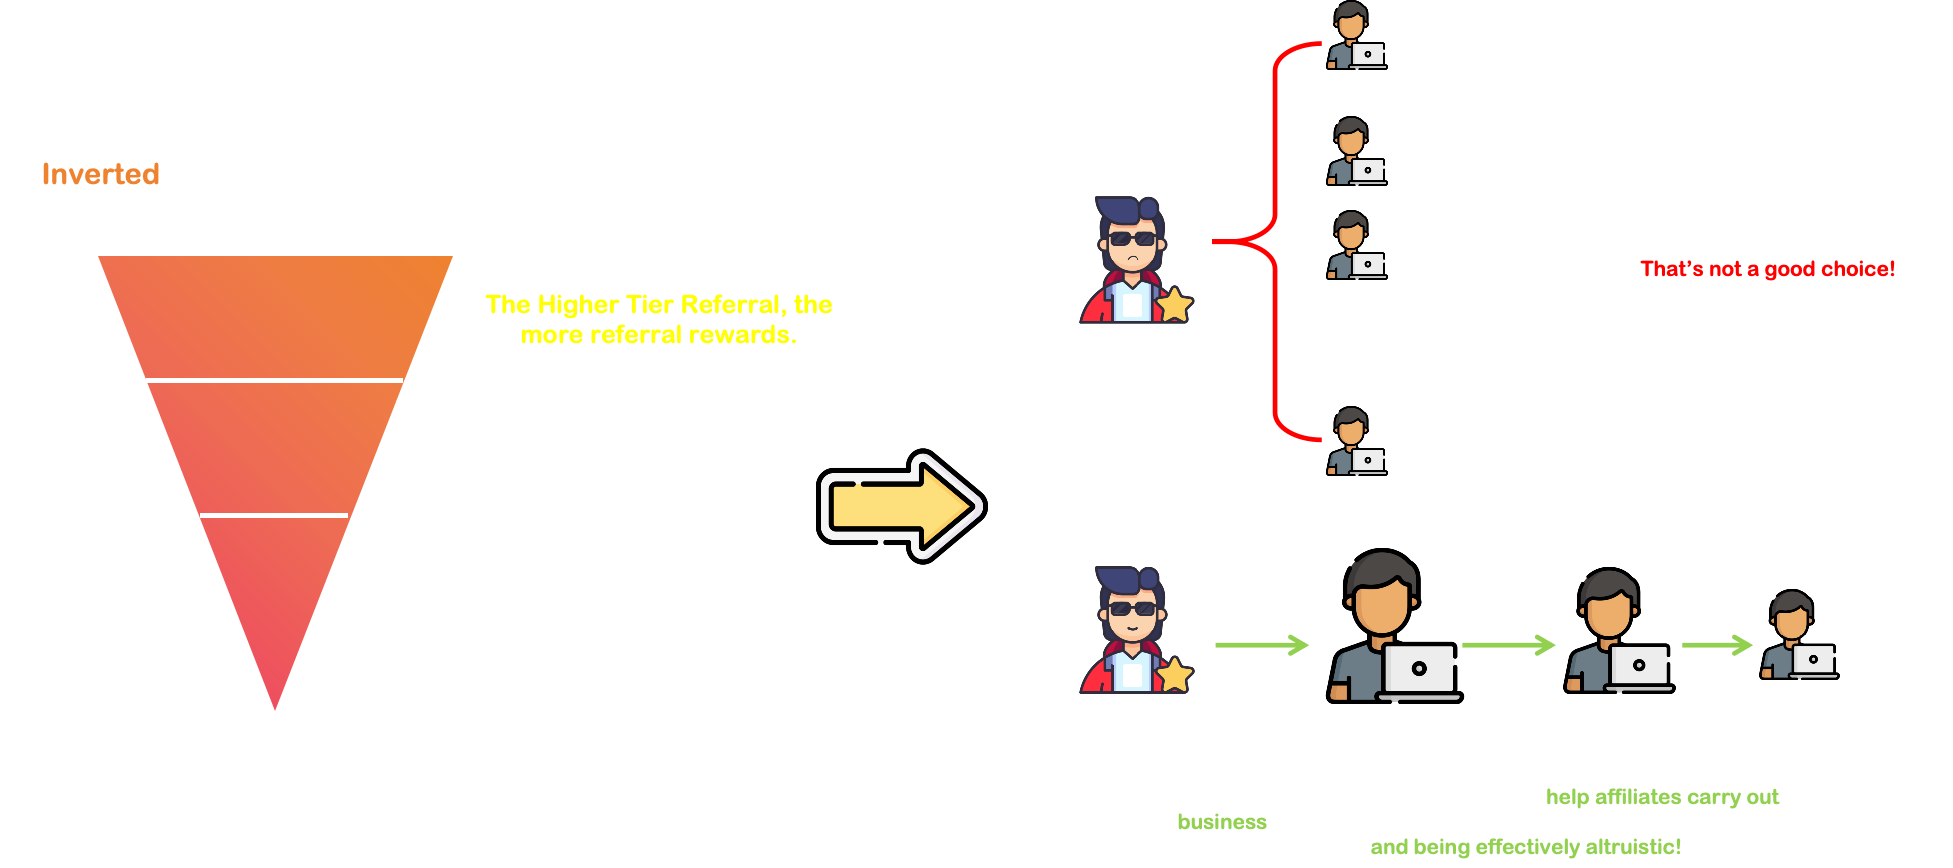 Inverted
The Higher Tier Referral, the
more referral rewards.
That’s not a good choice!
help affiliates carry out
business
and being effectively altruistic!